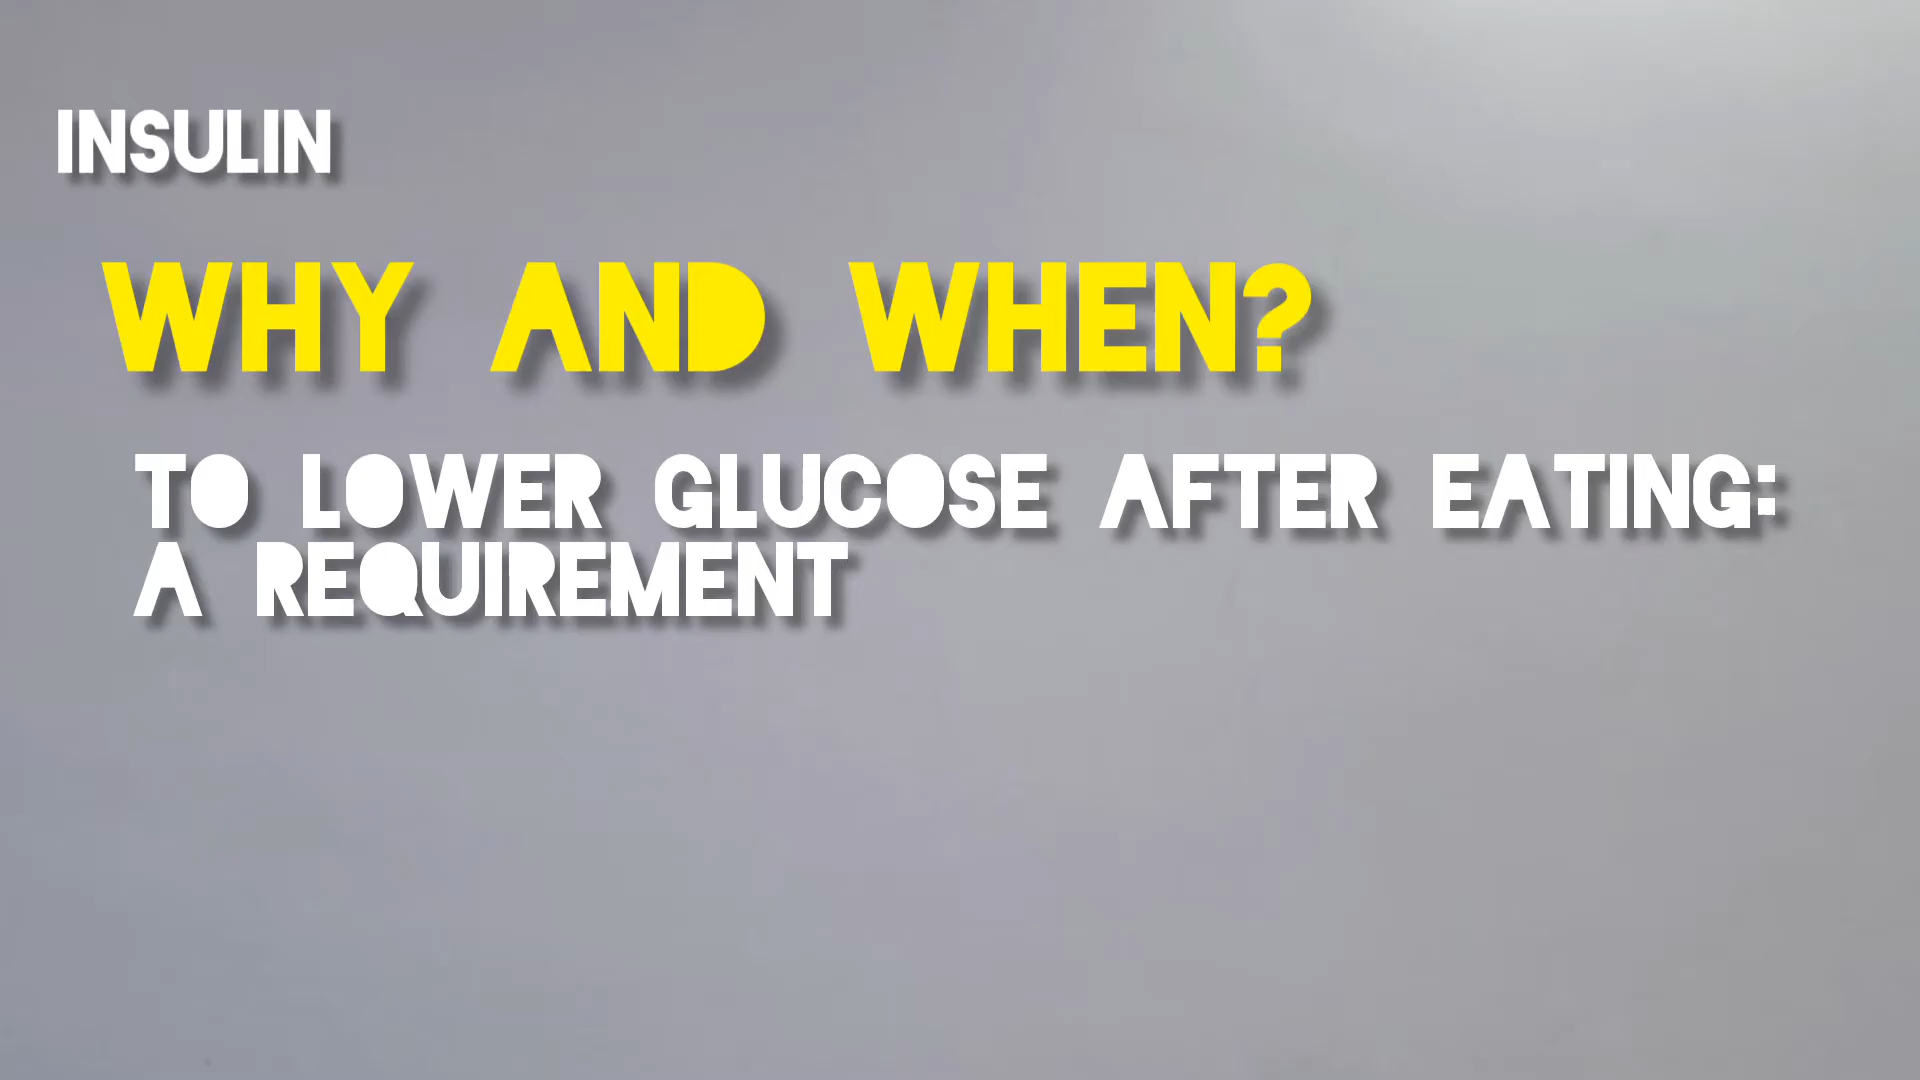 INSULIN
WHY AND WHEN?
TO LOWER GLUCOSE AFTER EATING:
A REQUIREMENT